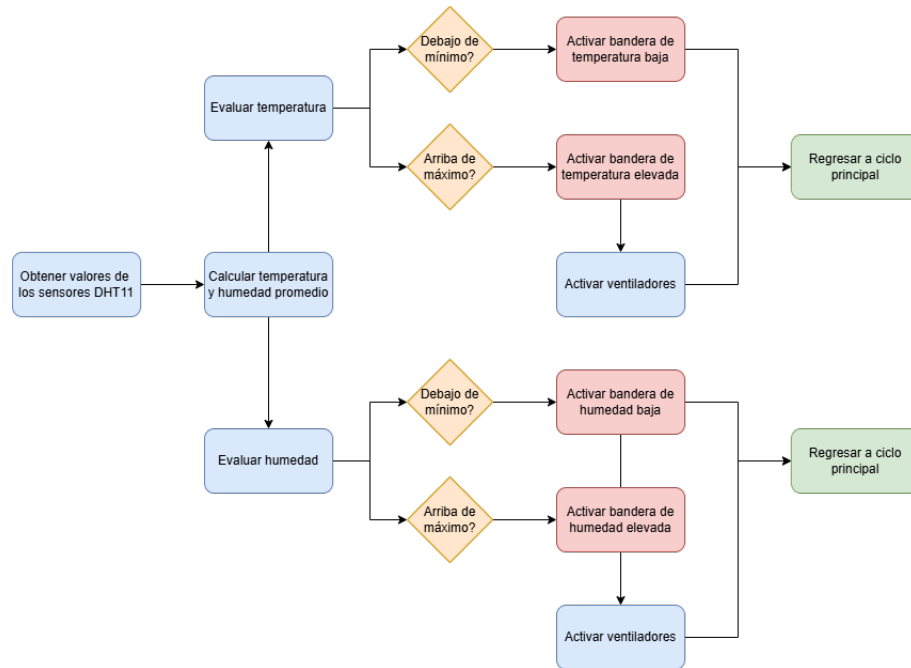 Debajo de
mínimo?
Activar bandera de
temperatura baja
Evaluar temperatura
Arriba de
máximo?
Activar bandera de
temperatura elevada
Regresar a ciclo
principal
Obtener valores de
los sensores DHT11
Calcular temperatura
y humedad promedio
Activar ventiladores
Debajo de
mínimo?
Activar bandera de
humedad baja
Evaluar humedad
Regresar a ciclo
principal
Arriba de
máximo?
Activar bandera de
humedad elevada
Activar ventiladores